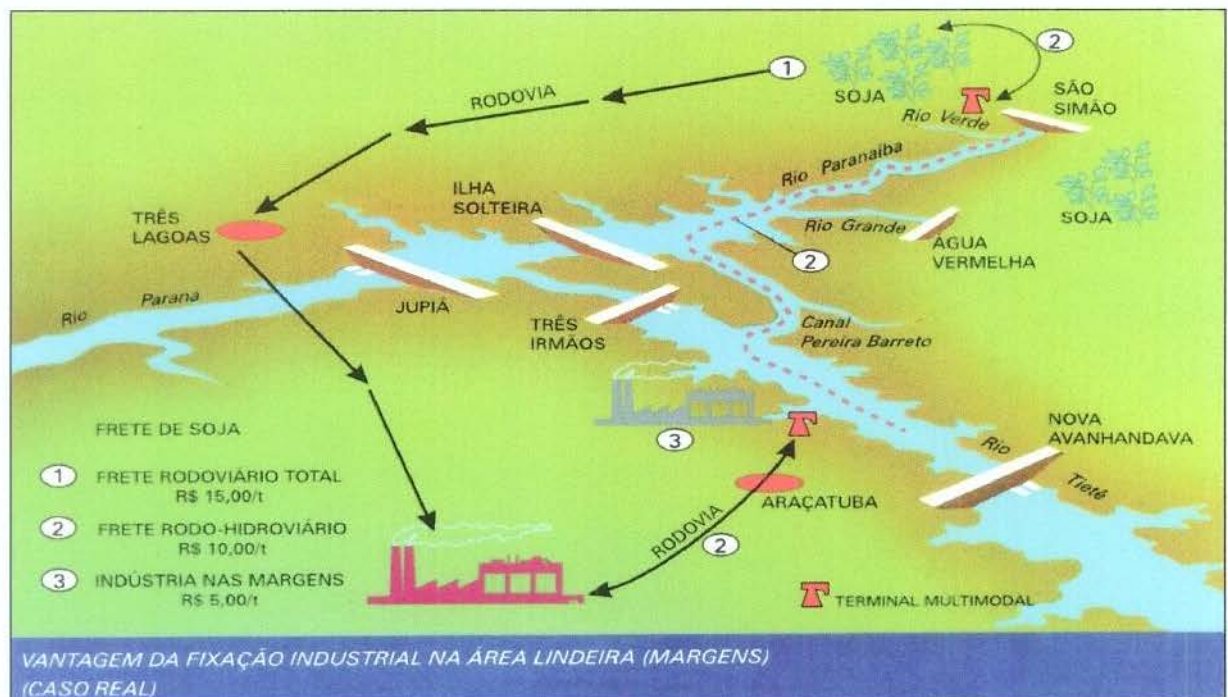 2
1
SOJA
SÃO
SIMÃO
RODOVIA
Rio Verde
Rio Paranaiba
ILHA
SOLTEIRA
TRÊS
LAGOAS
SOJA
Rio Grande
2
ÁGUA
VERMELHA
Rio Parana
JUPIÁ
TRÊS
IRMÃOS
Canal
Pereira Barreto
3
NOVA
AVANHANDAVA
Rio Tietê
ARAÇATUBA
RODOVIA
2
FRETE DE SOJA
1 FRETE RODOVIÁRIO TOTAL
R$ 15,00/t
2 FRETE RODO-HIDROVIÁRIO
R$ 10,00/t
3 INDÚSTRIA NAS MARGENS
R$ 5,00/t
TERMINAL MULTIMODAL
VANTAGEM DA FIXAÇÃO INDUSTRIAL NA ÁREA LINDEIRA (MARGENS)
(CASO REAL)